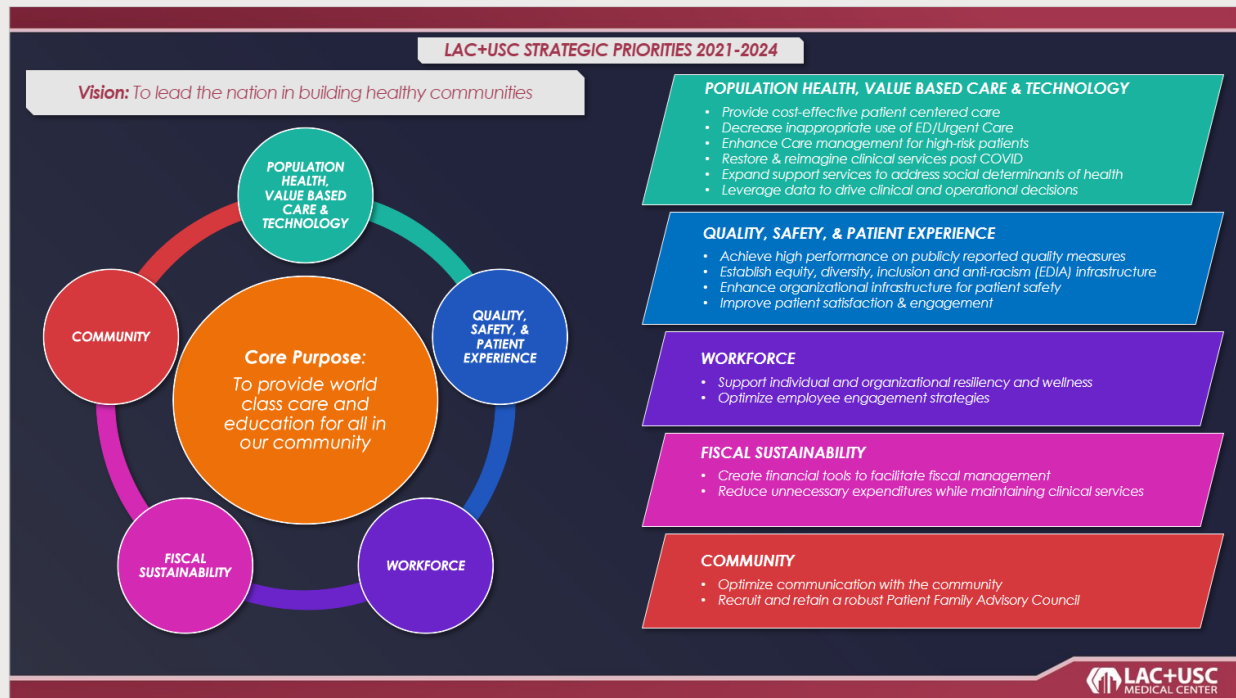 LAC+USC STRATEGIC PRIORITIES 2021-2024
Vision: To lead the nation in building healthy communities
POPULATION
HEALTH,
VALUE BASED
CARE &
TECHNOLOGY
QUALITY,
SAFETY, &
PATIENT
EXPERIENCE
WORKFORCE
FISCAL
SUSTAINABILITY
COMMUNITY
Core Purpose:
To provide world
class care and
education for all in
our community
POPULATION HEALTH, VALUE BASED CARE & TECHNOLOGY
• Provide cost-effective patient centered care
• Decrease inappropriate use of ED/Urgent Care
• Enhance Care management for high-risk patients
• Restore & reimagine clinical services post COVID
• Expand support services to address social determinants of health
• Leverage data to drive clinical and operational decisions
QUALITY, SAFETY, & PATIENT EXPERIENCE
• Achieve high performance on publicly reported quality measures
• Establish equity, diversity, inclusion and anti-racism (EDIA) infrastructure
• Enhance organizational infrastructure for patient safety
• Improve patient satisfaction & engagement
WORKFORCE
• Support individual and organizational resiliency and wellness
• Optimize employee engagement strategies
FISCAL SUSTAINABILITY
• Create financial tools to facilitate fiscal management
• Reduce unnecessary expenditures while maintaining clinical services
COMMUNITY
• Optimize communication with the community
• Recruit and retain a robust Patient Family Advisory Council
LAC+USC
MEDICAL CENTER